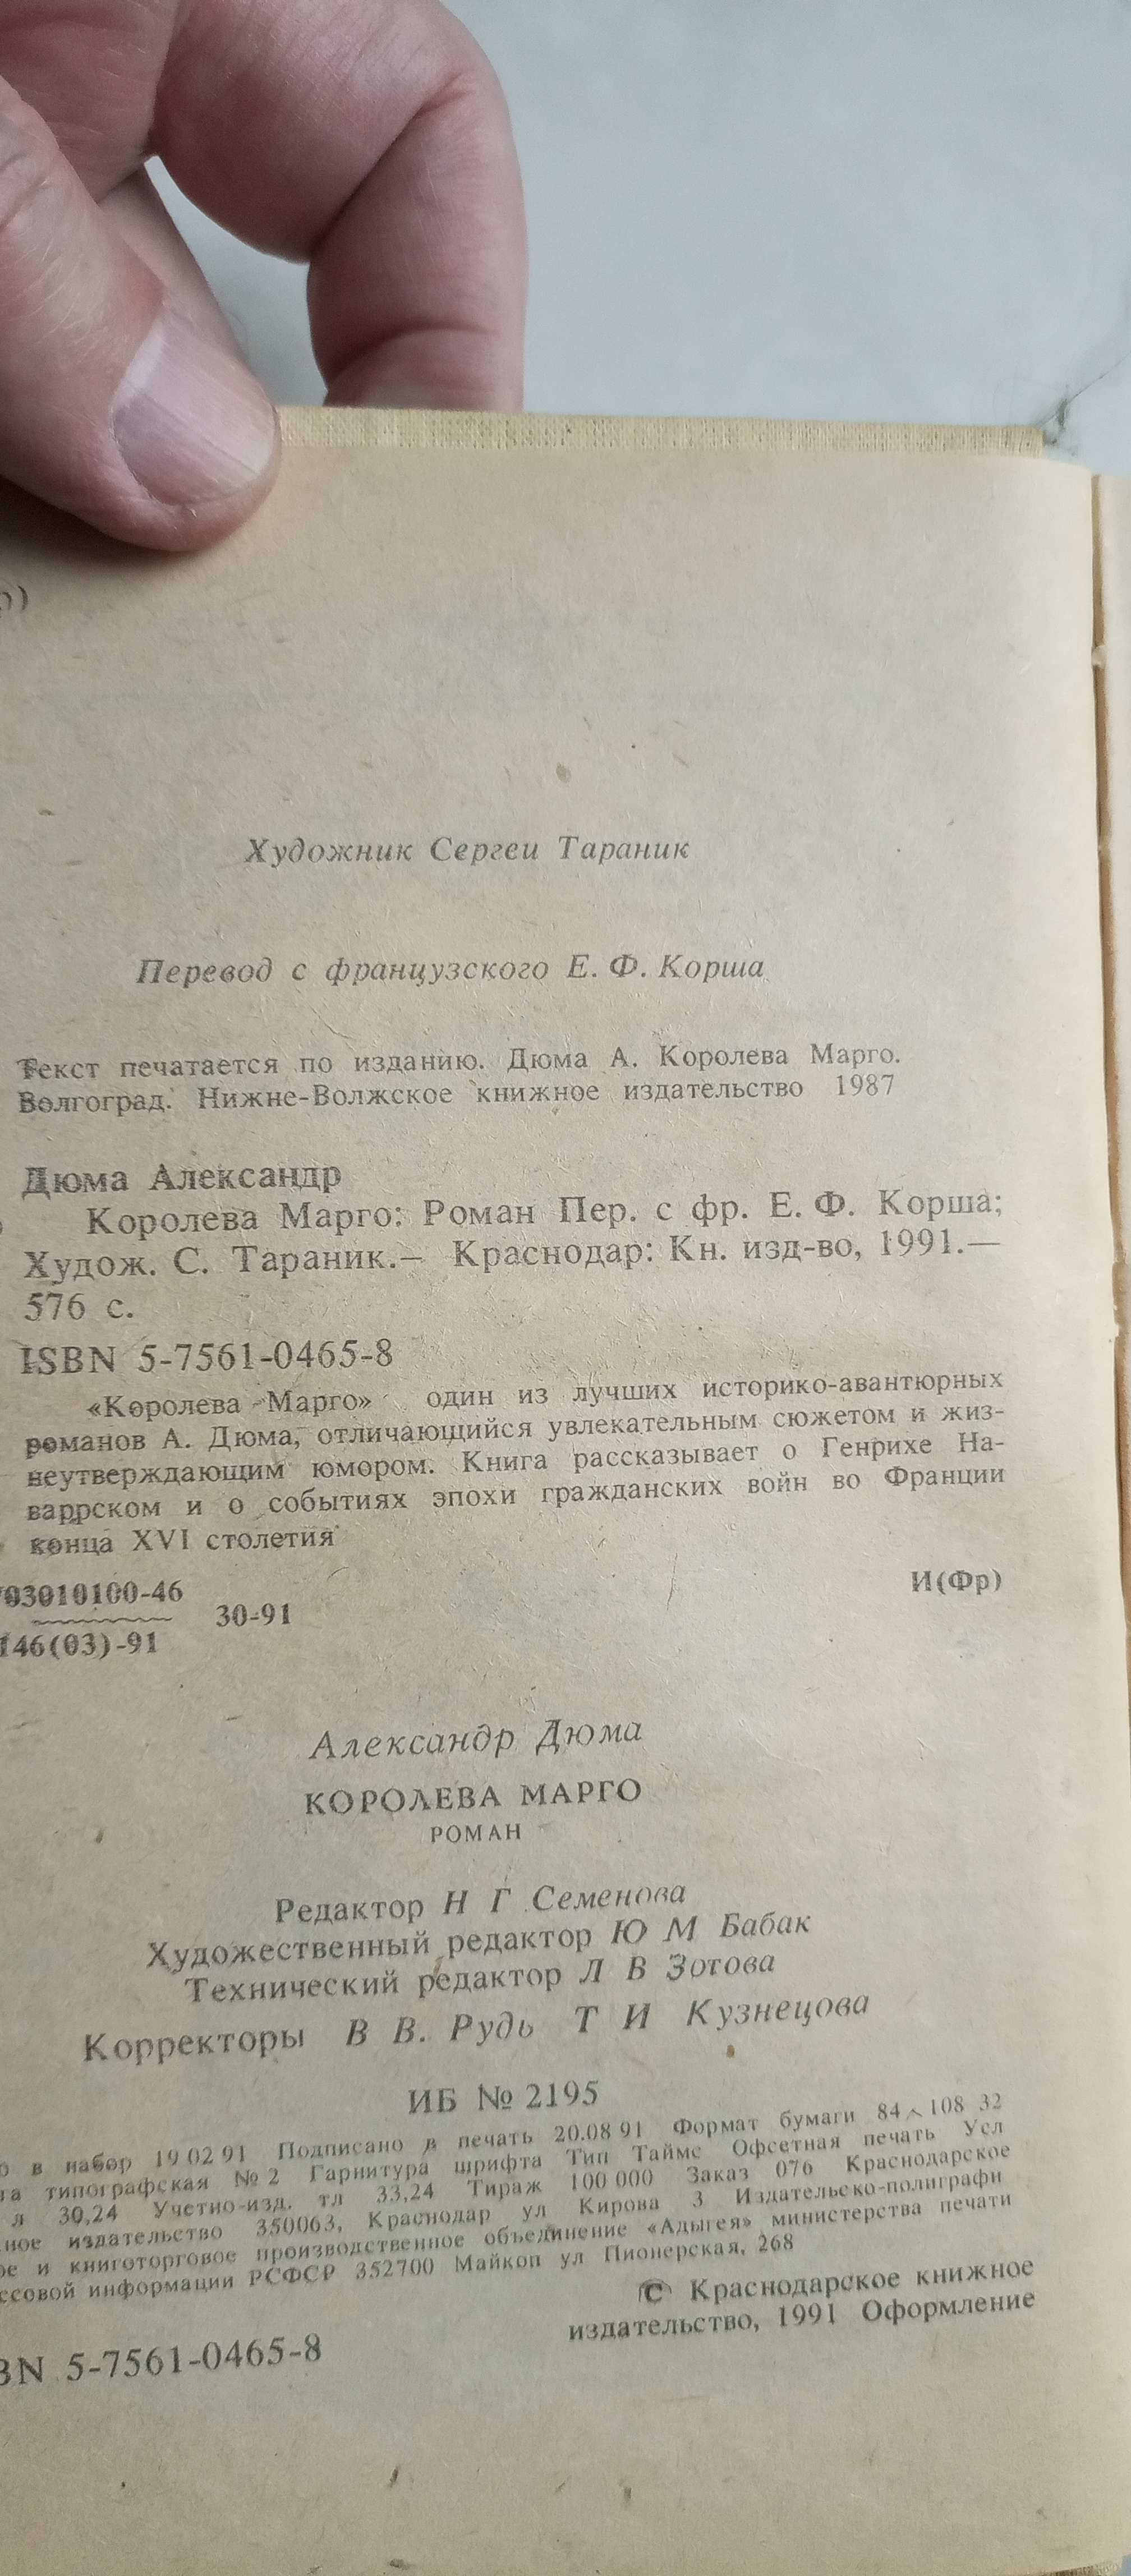 )
Художник Сергеи Тараник
Перевод с французского Е. Ф. Корша
Текст печатается по изданию. Дюма А. Королева Марго.
Волгоград. Нижне-Волжское книжное издательство 1987
Дюма Александр
Королева Марго: Роман Пер. с фр. Е. Ф. Корша;
Худож. С. Тараник.— Краснодар: Кн. изд-во, 1991.—
576 с.
ISBN 5-7561-0465-8
«Королева Марго» один из лучших историко-авантюрных
романов А. Дюма, отличающийся увлекательным сюжетом и жиз-
неутверждающим юмором. Книга рассказывает о Генрихе На-
варрском и о событиях эпохи гражданских войн во Франции
конца XVI столетия
И(Фр)
03010100-46
30-91
146(03)-91
Александр Дюма
КОРОЛЕВА МАРГО
РОМАН
Редактор Н Г Семенова
Художественный редактор Ю М Бабак
Технический редактор Л В Зотова
Корректоры В В. Рудь Т И Кузнецова
ИБ № 2195
о в набор 19 02 91 Подписано в печать 20.08 91 Формат бумаги 84 108 32
га типографская № 2 Гарнитура шрифта Тип Таймс Офсетная печать Усл
л 30,24 Учетно-изд. тл 33,24 Тираж 100 000 Заказ 076 Краснодарское
ное издательство 350063, Краснодар ул Кирова 3 Издательско-полиграфи
ое и книготорговое производственное объединение «Адыгея» министерства печати
ссовой информации РСФСР 352700 Майкоп ул Пионерская, 268
© Краснодарское книжное
издательство, 1991 Оформление
BN 5-7561-0465-8